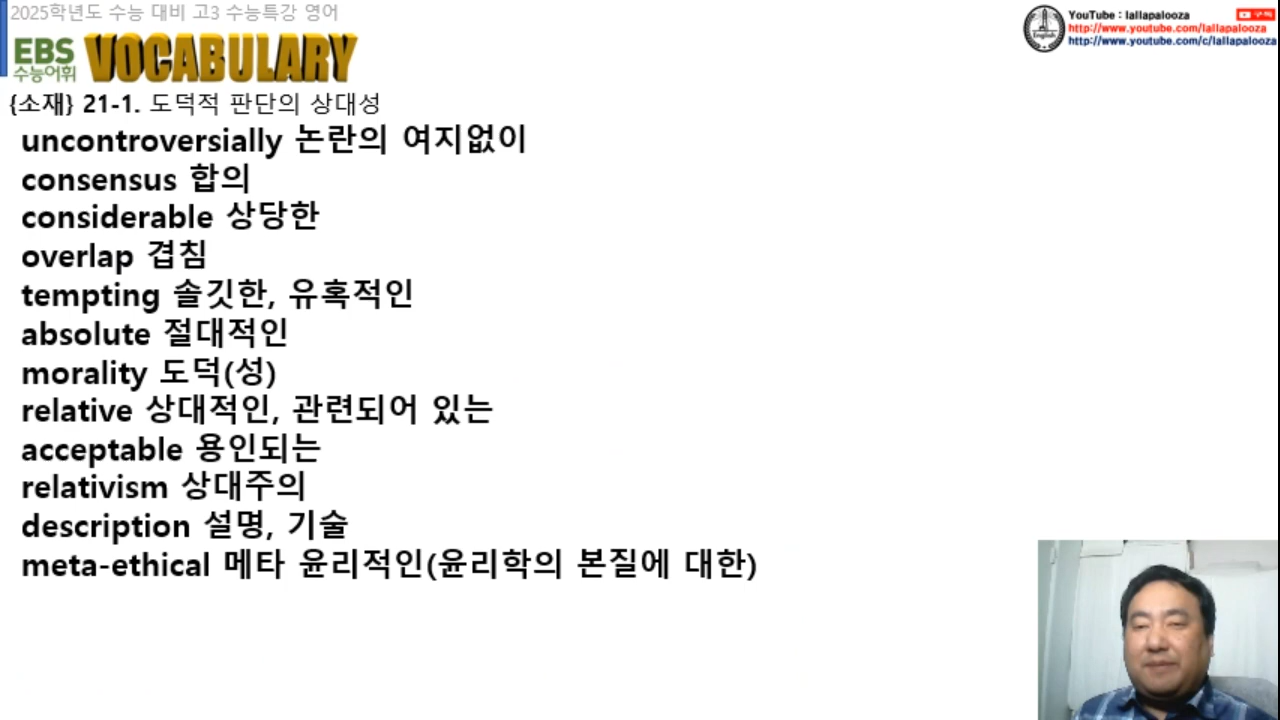 2025학년도 수능 대비 고3 수능특강 영어
EBS 수능어휘 VOCABULARY
YouTube : lallapalooza 구독
http://www.youtube.com/lallapalooza
http://www.youtube.com/c/lallapalooza
English
{소재} 21-1. 도덕적 판단의 상대성
uncontroversially 논란의 여지없이
consensus 합의
considerable 상당한
overlap 겹침
tempting 솔깃한, 유혹적인
absolute 절대적인
morality 도덕(성)
relative 상대적인, 관련되어 있는
acceptable 용인되는
relativism 상대주의
description 설명, 기술
meta-ethical 메타 윤리적인(윤리학의 본질에 대한)